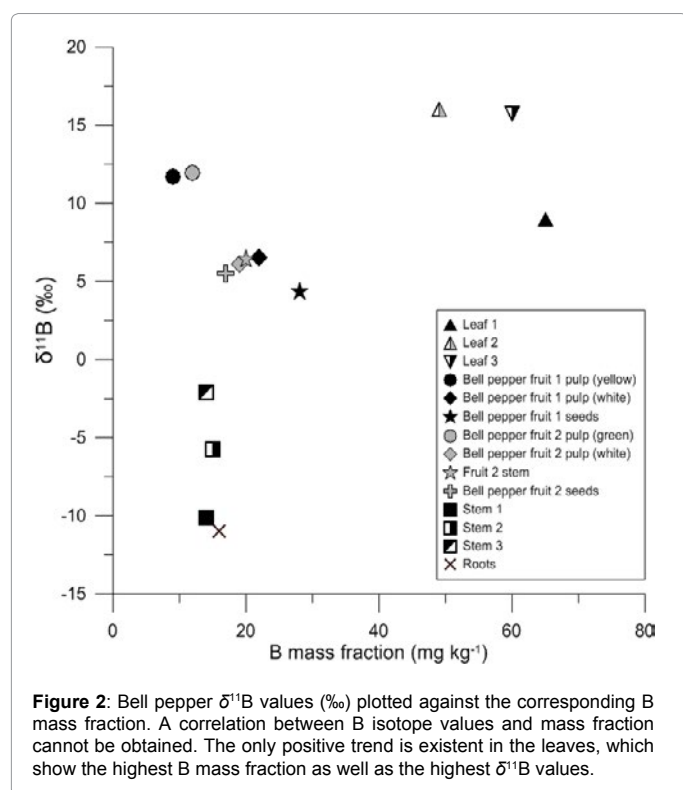 20
15
10
5
0
-5
-10
-15
δ¹¹B (‰)
0 20 40 60 80
B mass fraction (mg kg⁻¹)
Leaf 1
Leaf 2
Leaf 3
Bell pepper fruit 1 pulp (yellow)
Bell pepper fruit 1 pulp (white)
Bell pepper fruit 1 seeds
Bell pepper fruit 2 pulp (green)
Bell pepper fruit 2 pulp (white)
Fruit 2 stem
Bell pepper fruit 2 seeds
Stem 1
Stem 2
Stem 3
Roots
Figure 2: Bell pepper δ¹¹B values (‰) plotted against the corresponding B
mass fraction. A correlation between B isotope values and mass fraction
cannot be obtained. The only positive trend is existent in the leaves, which
show the highest B mass fraction as well as the highest δ¹¹B values.